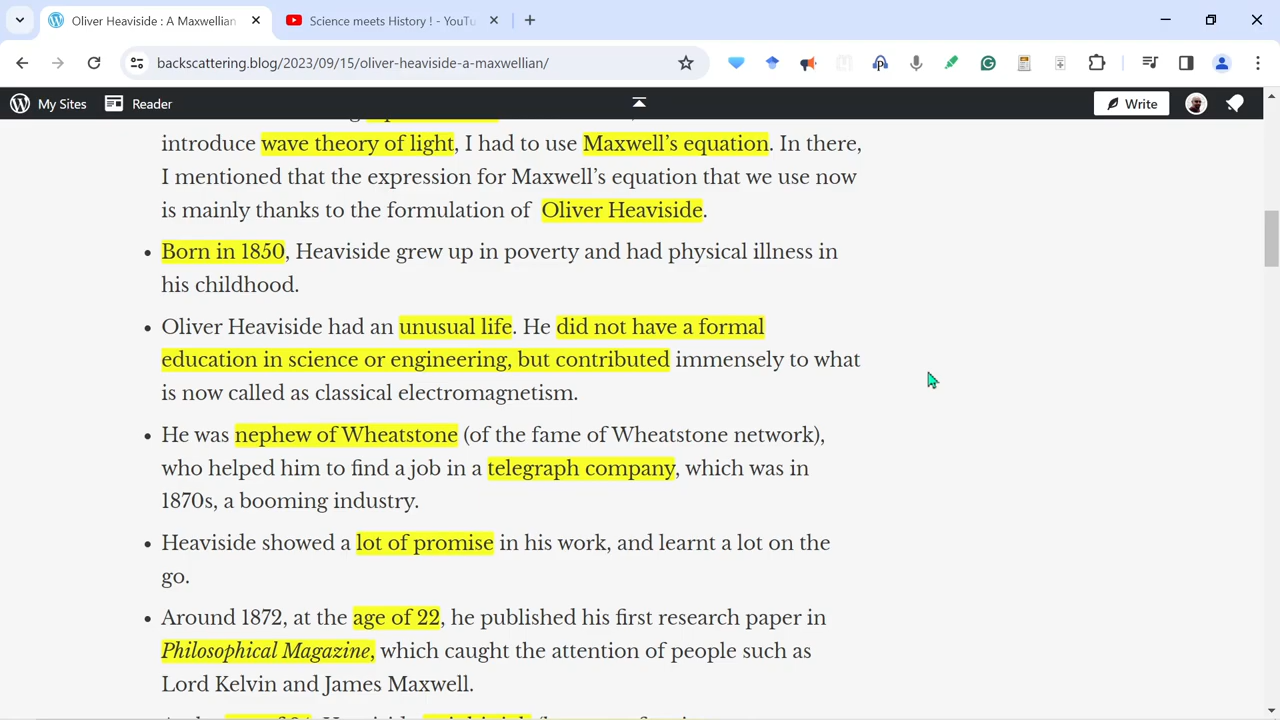 Oliver Heaviside : A Maxwellian
Science meets History ! - YouTu
backscattering.blog/2023/09/15/oliver-heaviside-a-maxwellian/
My Sites
Reader
Write
introduce wave theory of light, I had to use Maxwell's equation. In there,
I mentioned that the expression for Maxwell's equation that we use now
is mainly thanks to the formulation of Oliver Heaviside.
• Born in 1850, Heaviside grew up in poverty and had physical illness in
his childhood.
• Oliver Heaviside had an unusual life. He did not have a formal
education in science or engineering, but contributed immensely to what
is now called as classical electromagnetism.
• He was nephew of Wheatstone (of the fame of Wheatstone network),
who helped him to find a job in a telegraph company, which was in
1870s, a booming industry.
• Heaviside showed a lot of promise in his work, and learnt a lot on the
go.
• Around 1872, at the age of 22, he published his first research paper in
Philosophical Magazine, which caught the attention of people such as
Lord Kelvin and James Maxwell.